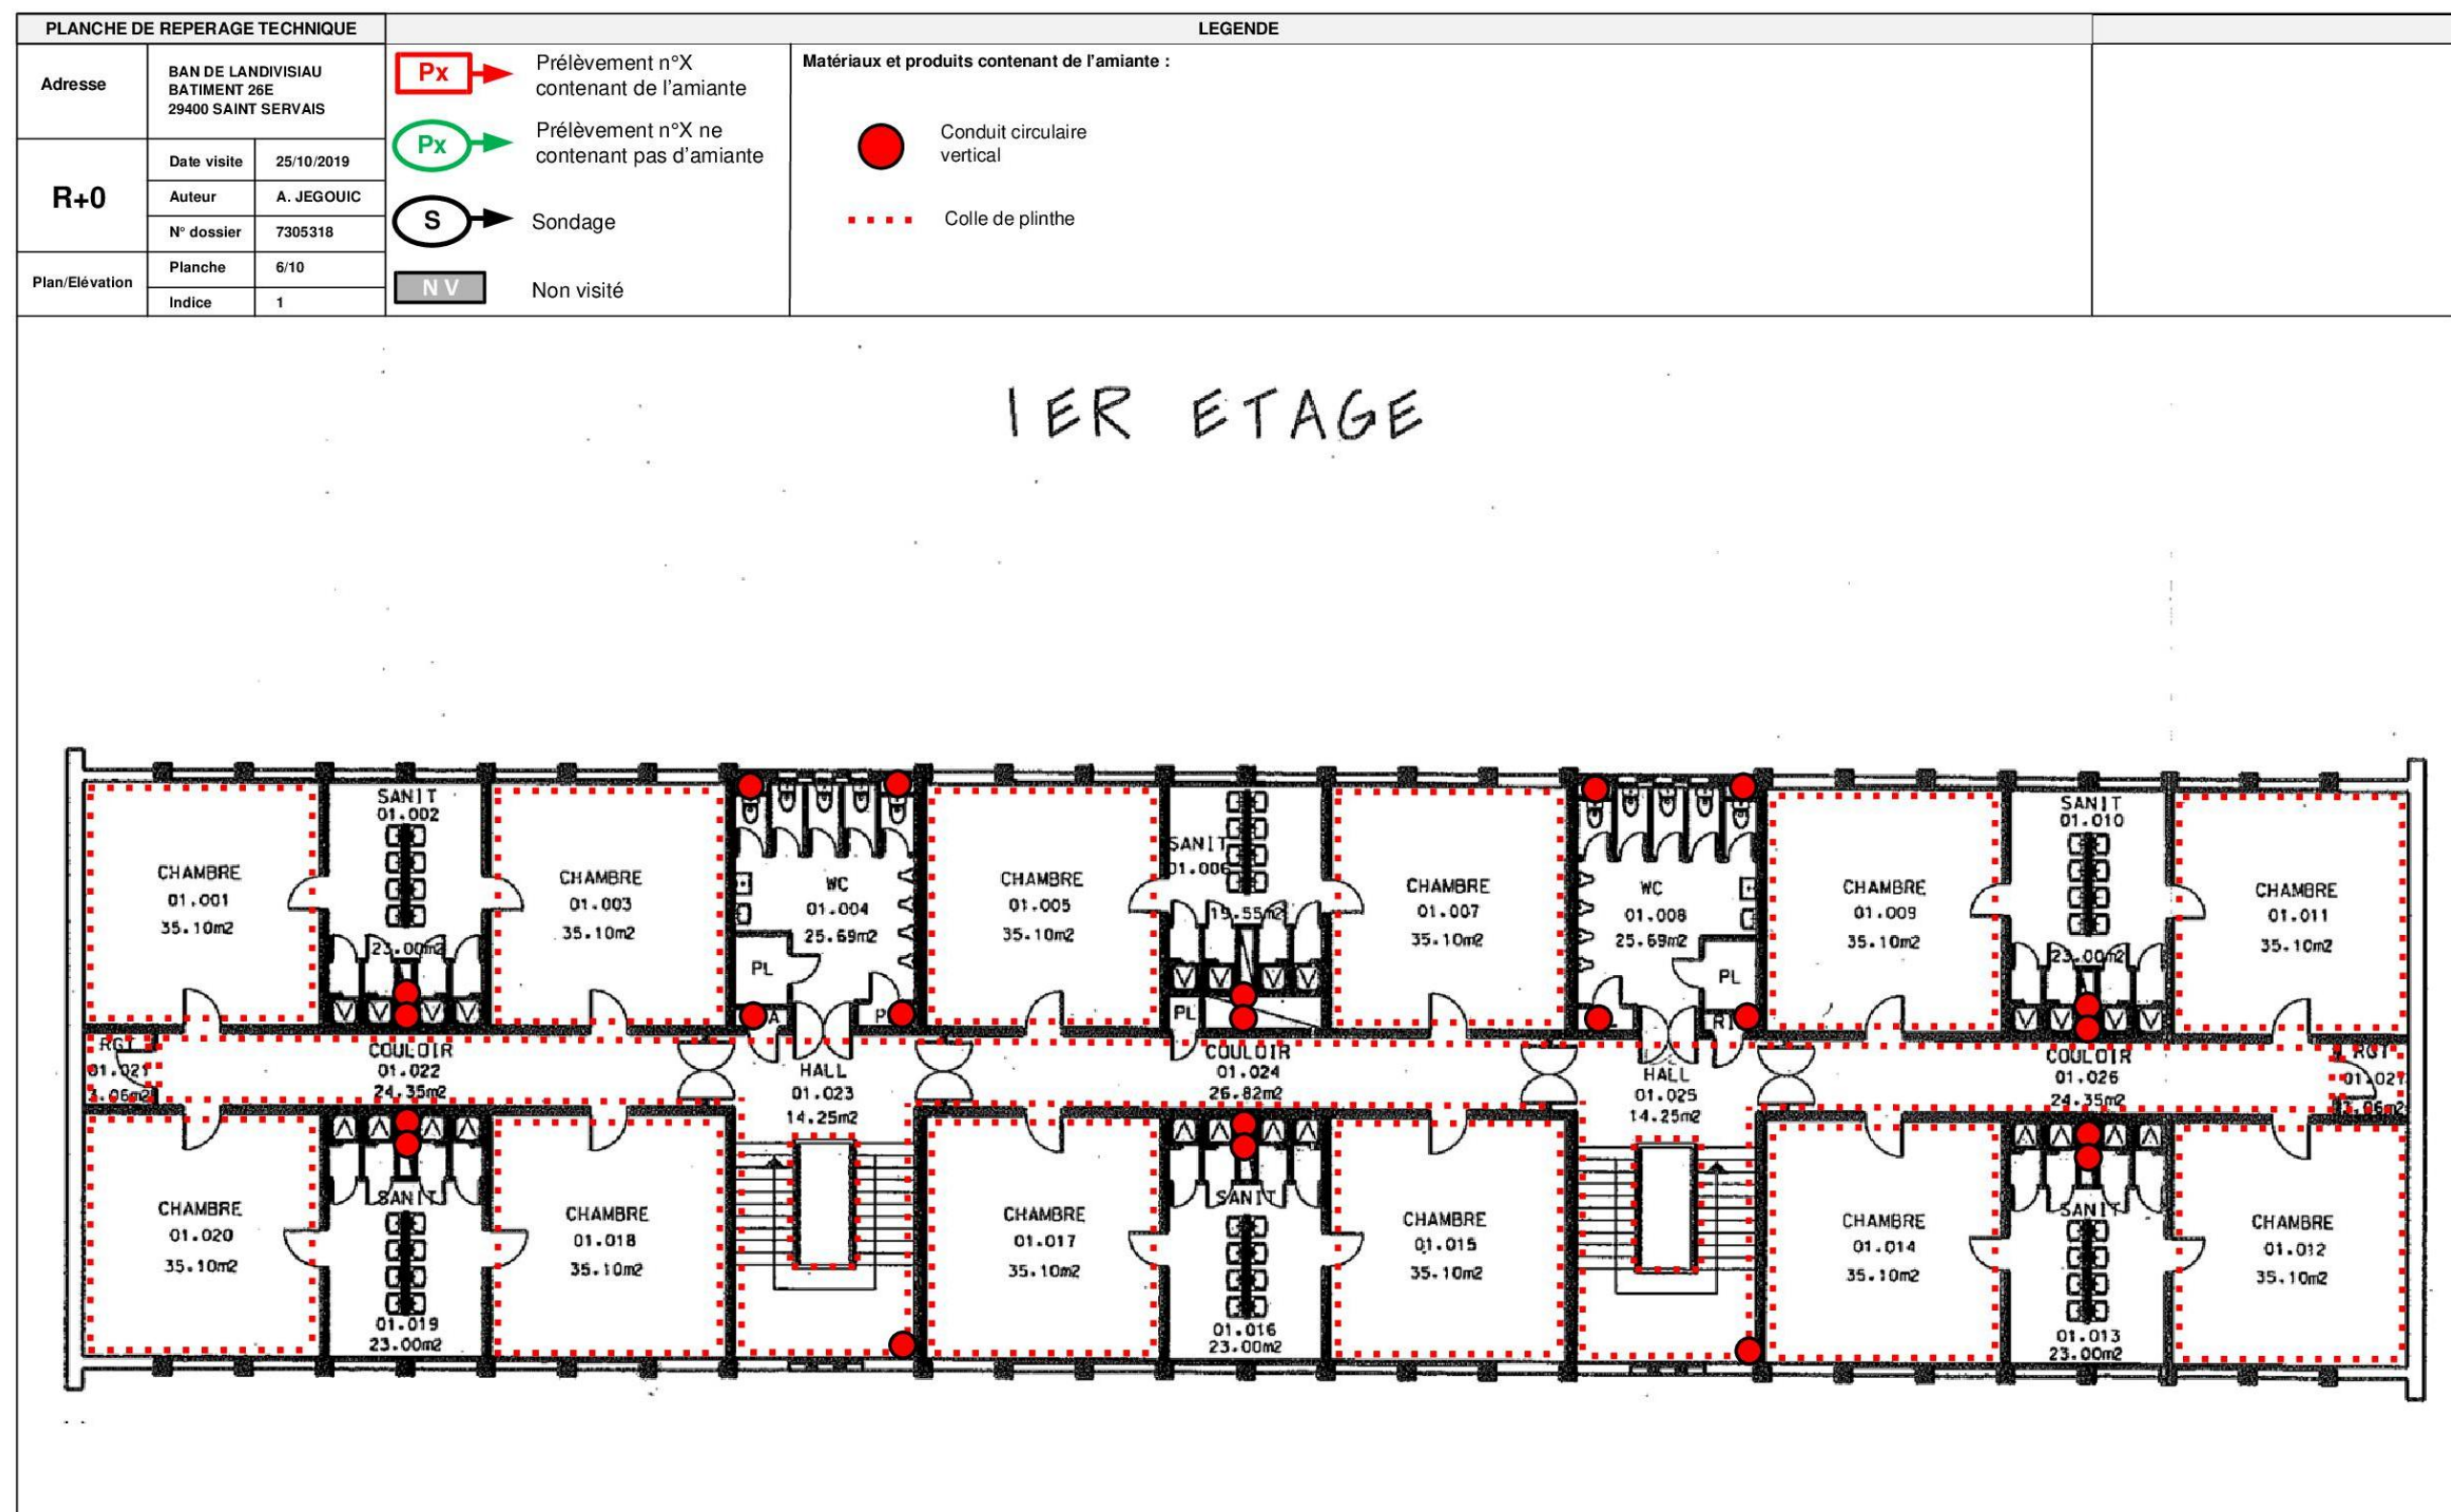 PLANCHE DE REPERAGE TECHNIQUE
LEGENDE
Adresse
BAN DE LANDIVISIAU
BATIMENT 26E
29400 SAINT SERVAIS
R+0
Date visite 25/10/2019
Auteur A. JEGOUIC
N° dossier 7305318
Plan/Elévation
Planche 6/10
Indice 1
Px
Prélèvement n°X
contenant de l'amiante
Px
Prélèvement n°X ne
contenant pas d'amiante
S
Sondage
N V
Non visité
Matériaux et produits contenant de l'amiante :
Conduit circulaire
vertical
Colle de plinthe
1ER ETAGE
CHAMBRE
01.001
35.10m2
SANIT
01.002
23.00m2
CHAMBRE
01.003
35.10m2
WC
01.004
25.69m2
PL
CHAMBRE
01.005
35.10m2
SANIT
01.006
19.55m2
PL
CHAMBRE
01.007
35.10m2
WC
01.008
25.69m2
PL
CHAMBRE
01.009
35.10m2
SANIT
01.010
23.00m2
CHAMBRE
01.011
35.10m2
RGT
01.021
COULOIR
01.022
24.35m2
HALL
01.023
14.25m2
COULOIR
01.024
26.82m2
HALL
01.025
14.25m2
COULOIR
01.026
24.35m2
RGT
01.027
CHAMBRE
01.020
35.10m2
SANIT
01.019
23.00m2
CHAMBRE
01.018
35.10m2
CHAMBRE
01.017
35.10m2
SANIT
01.016
23.00m2
CHAMBRE
01.015
35.10m2
CHAMBRE
01.014
35.10m2
SANIT
01.013
23.00m2
CHAMBRE
01.012
35.10m2